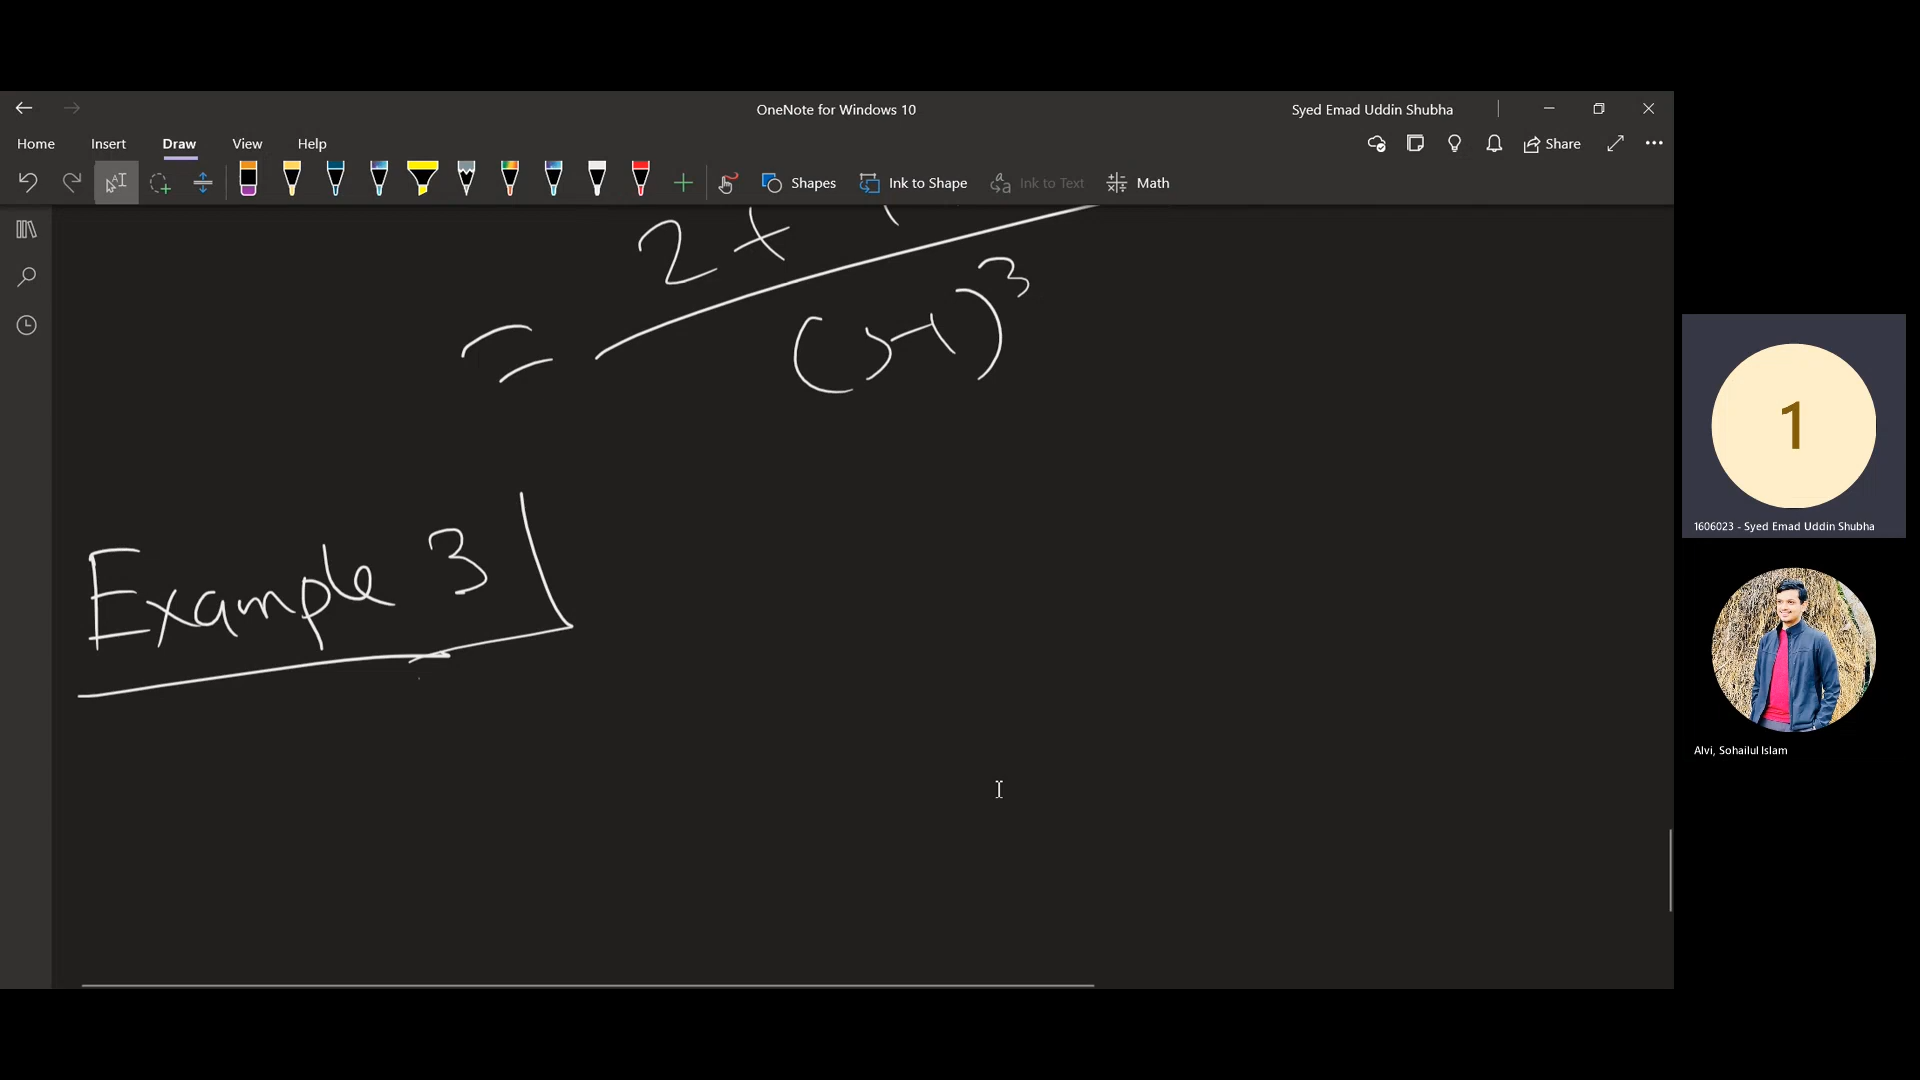 OneNote for Windows 10
Syed Emad Uddin Shubha
Home Insert Draw View Help
Share
Shapes Ink to Shape Ink to Text Math
2 +
=
(s-1)^3
Example 3
1
1606023 - Syed Emad Uddin Shubha
Alvi, Sohailul Islam